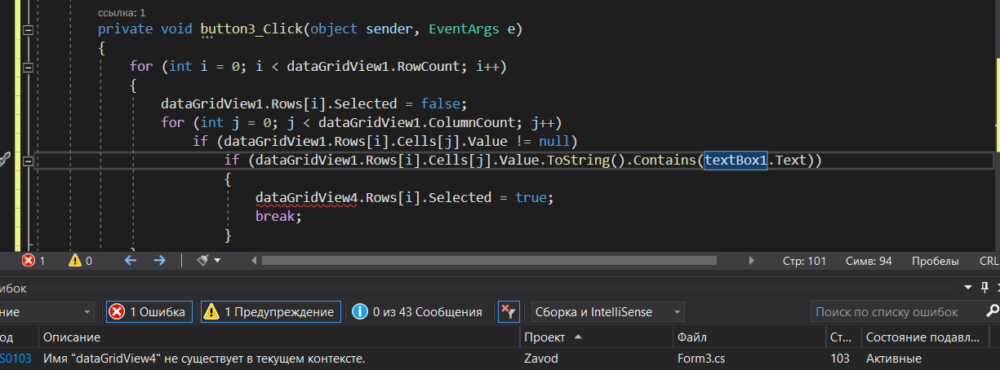 ссылка: 1
private void button3_Click(object sender, EventArgs e)
{
for (int i = 0; i < dataGridView1.RowCount; i++)
{
dataGridView1.Rows[i].Selected = false;
for (int j = 0; j < dataGridView1.ColumnCount; j++)
if (dataGridView1.Rows[i].Cells[j].Value != null)
if (dataGridView1.Rows[i].Cells[j].Value.ToString().Contains(textBox1.Text))
{
dataGridView4.Rows[i].Selected = true;
break;
}
1 0 Стр: 101 Симв: 94 Пробелы CRL
ибок
ние 1 Ошибка 1 Предупреждение 0 из 43 Сообщения Сборка и IntelliSense Поиск по списку ошибок
од Описание Проект Файл Ст... Состояние подавл...
S0103 Имя "dataGridView4" не существует в текущем контексте. Zavod Form3.cs 103 Активные